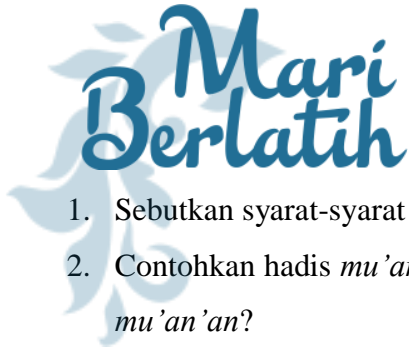 Mari
Berlatih
1. Sebutkan syarat-syarat
2. Contohkan hadis mu’an
mu’an’an?